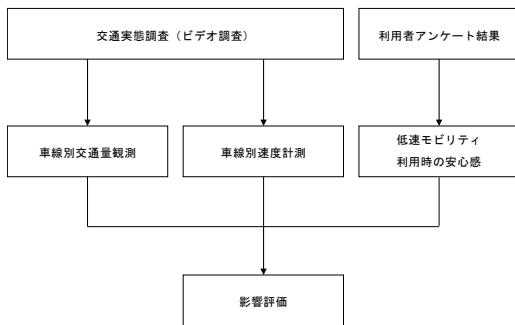 交通実態調査（ビデオ調査）
利用者アンケート結果
車線別交通量観測
車線別速度計測
低速モビリティ
利用時の安心感
影響評価